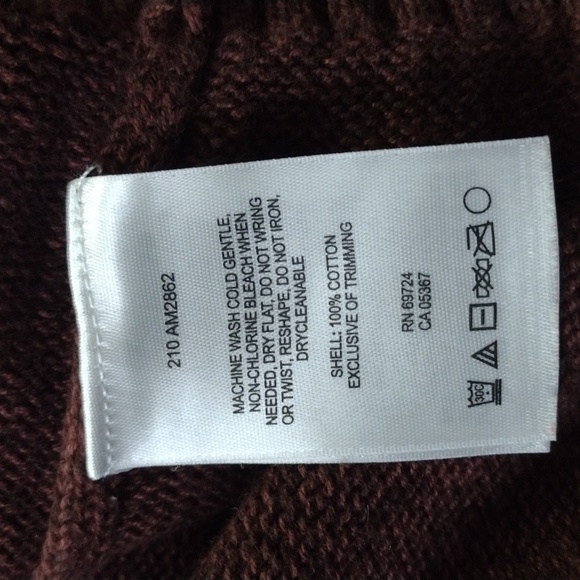 210 AM2862
MACHINE WASH COLD GENTLE,
NON-CHLORINE BLEACH WHEN
NEEDED, DRY FLAT, DO NOT WRING
OR TWIST, RESHAPE, DO NOT IRON,
DRYCLEANABLE
SHELL: 100% COTTON
EXCLUSIVE OF TRIMMING
RN 69724
CA 05367
30C